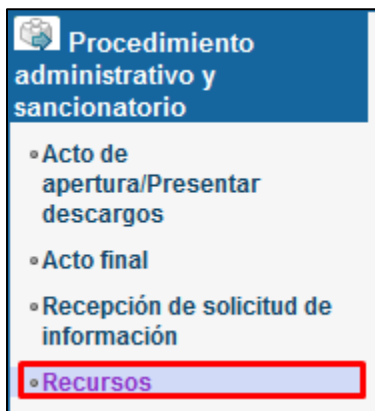 Procedimiento
administrativo y
sancionatorio
Acto de
apertura/Presentar
descargos
Acto final
Recepción de solicitud de
información
Recursos